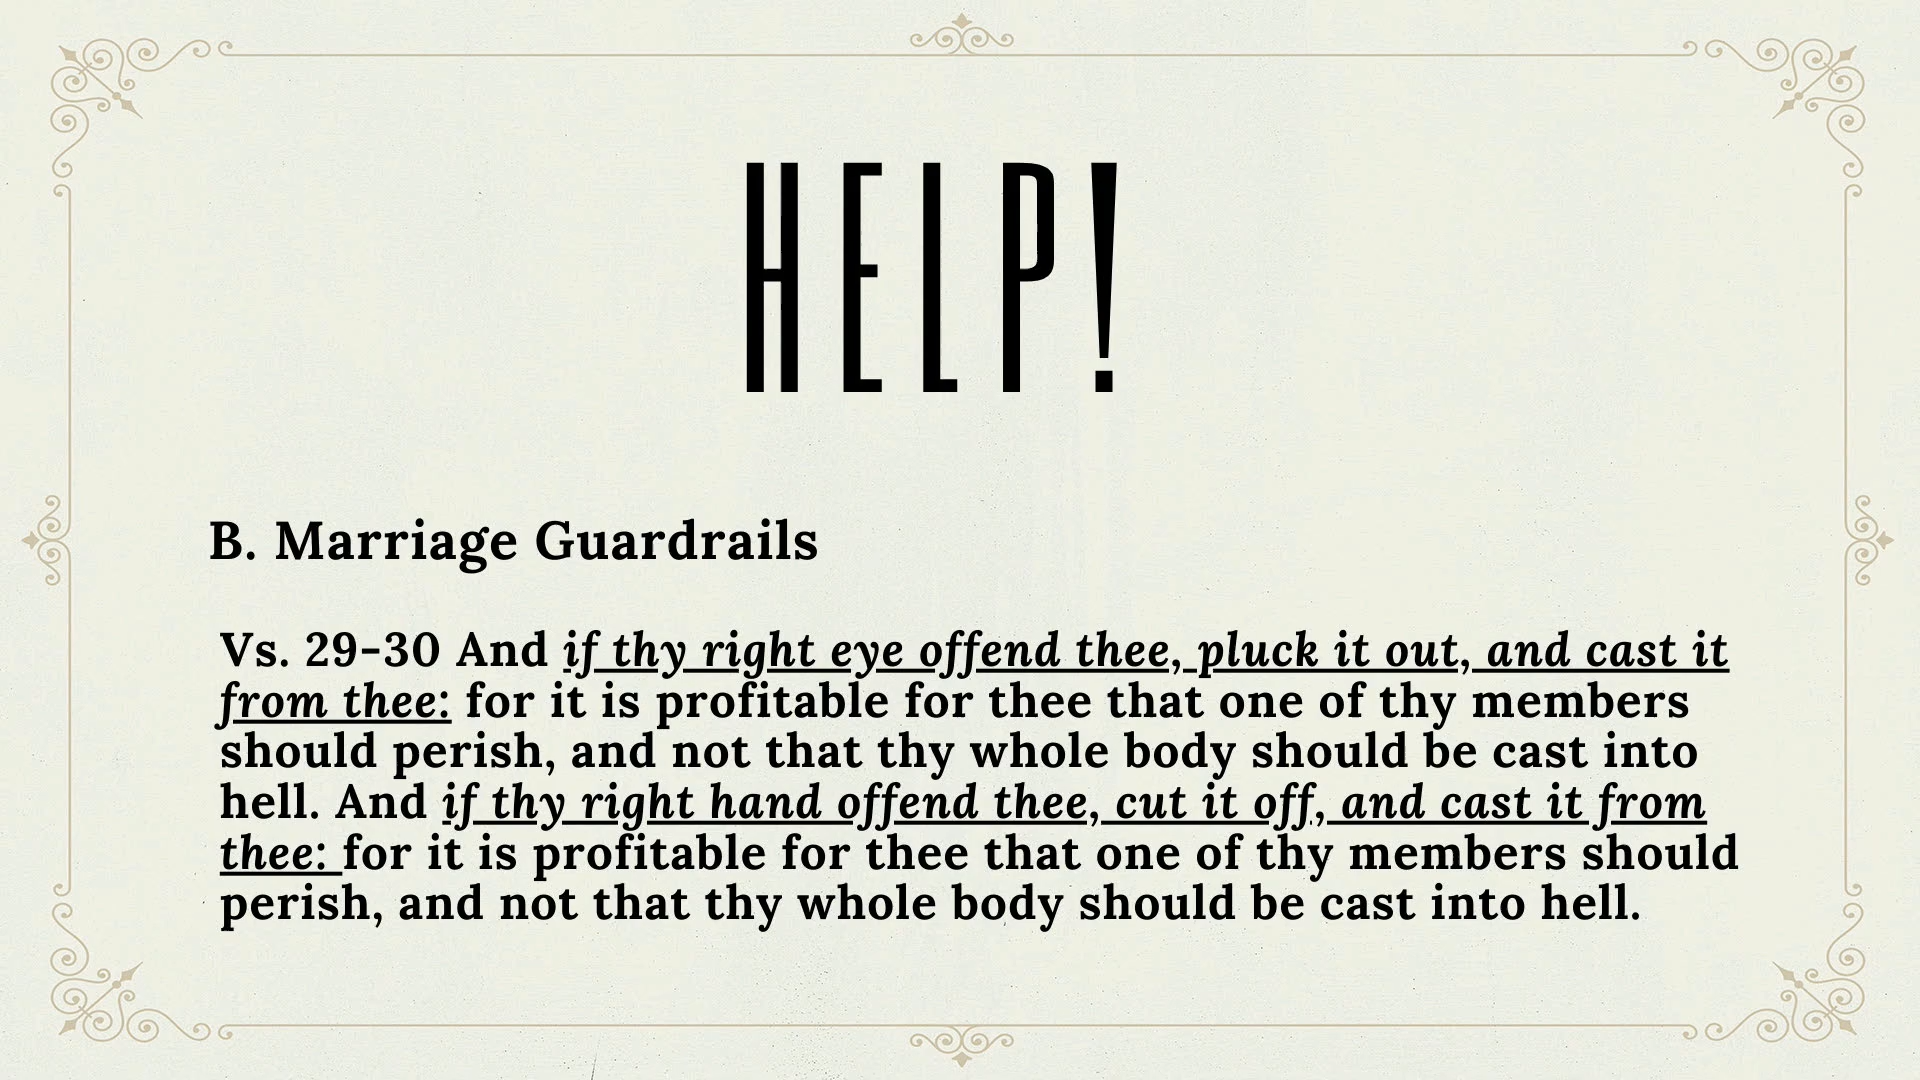 HELP!
B. Marriage Guardrails
Vs. 29-30 And if thy right eye offend thee, pluck it out, and cast it
from thee: for it is profitable for thee that one of thy members
should perish, and not that thy whole body should be cast into
hell. And if thy right hand offend thee, cut it off, and cast it from
thee: for it is profitable for thee that one of thy members should
perish, and not that thy whole body should be cast into hell.